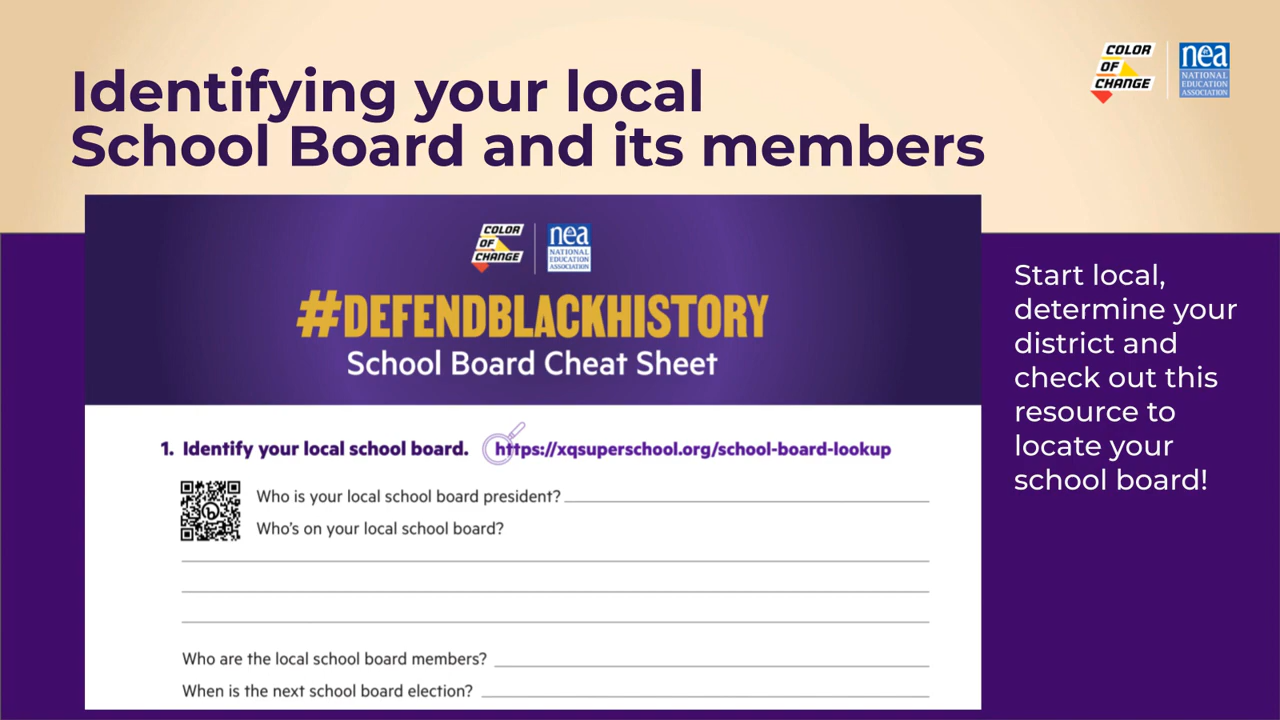 Identifying your local
School Board and its members
COLOR
OF
CHANGE
nea
NATIONAL
EDUCATION
ASSOCIATION
COLOR
OF
CHANGE
nea
NATIONAL
EDUCATION
ASSOCIATION
#DEFENDBLACKHISTORY
School Board Cheat Sheet
1. Identify your local school board. https://xqsuperschool.org/school-board-lookup
Who is your local school board president?
Who's on your local school board?
Who are the local school board members?
When is the next school board election?
Start local,
determine your
district and
check out this
resource to
locate your
school board!